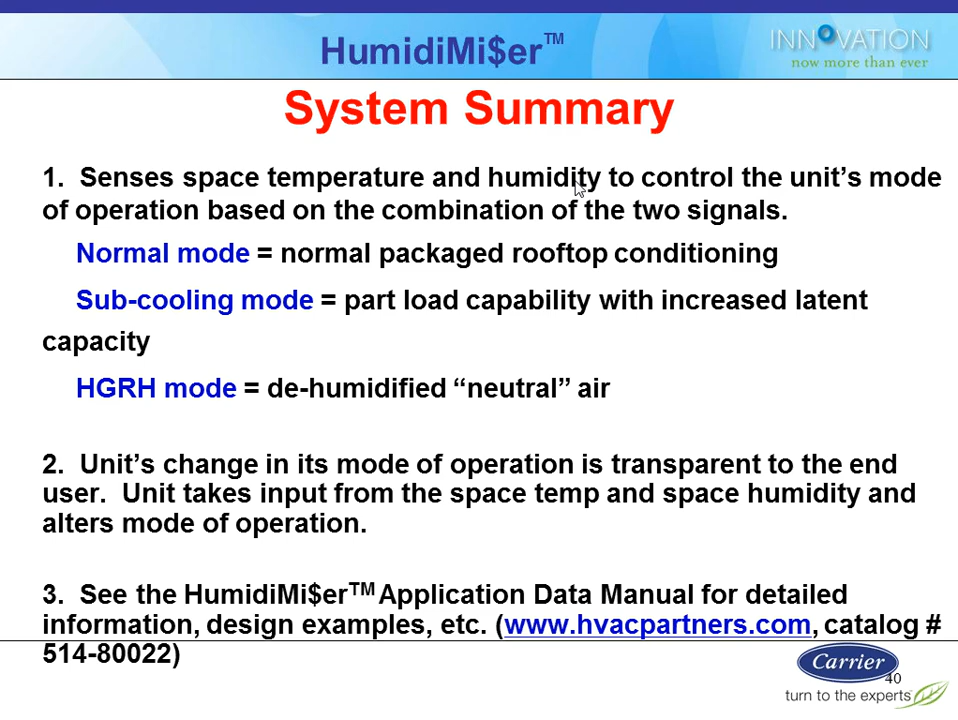 HumidiMi$er™
INNOVATION
now more than ever
System Summary
1. Senses space temperature and humidity to control the unit's mode
of operation based on the combination of the two signals.
Normal mode = normal packaged rooftop conditioning
Sub-cooling mode = part load capability with increased latent
capacity
HGRH mode = de-humidified “neutral” air
2. Unit's change in its mode of operation is transparent to the end
user. Unit takes input from the space temp and space humidity and
alters mode of operation.
3. See the HumidiMi$er™ Application Data Manual for detailed
information, design examples, etc. (www.hvacpartners.com, catalog #
514-80022)
Carrier
40
turn to the experts